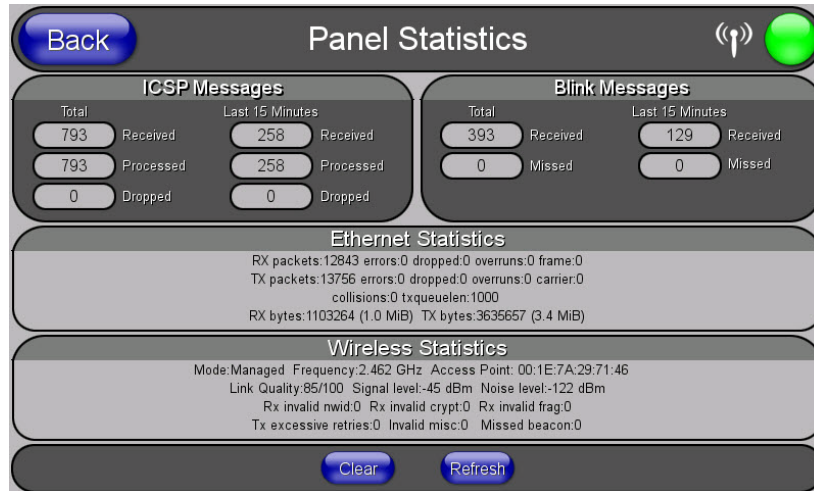 Back
Panel Statistics
ICSP Messages
Total
Last 15 Minutes
793 Received
258 Received
793 Processed
258 Processed
0 Dropped
0 Dropped
Blink Messages
Total
Last 15 Minutes
393 Received
129 Received
0 Missed
0 Missed
Ethernet Statistics
RX packets:12843 errors:0 dropped:0 overruns:0 frame:0
TX packets:13756 errors:0 dropped:0 overruns:0 carrier:0
collisions:0 txqueuelen:1000
RX bytes:1103264 (1.0 MiB) TX bytes:3635657 (3.4 MiB)
Wireless Statistics
Mode:Managed Frequency:2.462 GHz Access Point: 00:1E:7A:29:71:46
Link Quality:85/100 Signal level:-45 dBm Noise level:-122 dBm
Rx invalid nwid:0 Rx invalid crypt:0 Rx invalid frag:0
Tx excessive retries:0 Invalid misc:0 Missed beacon:0
Clear
Refresh